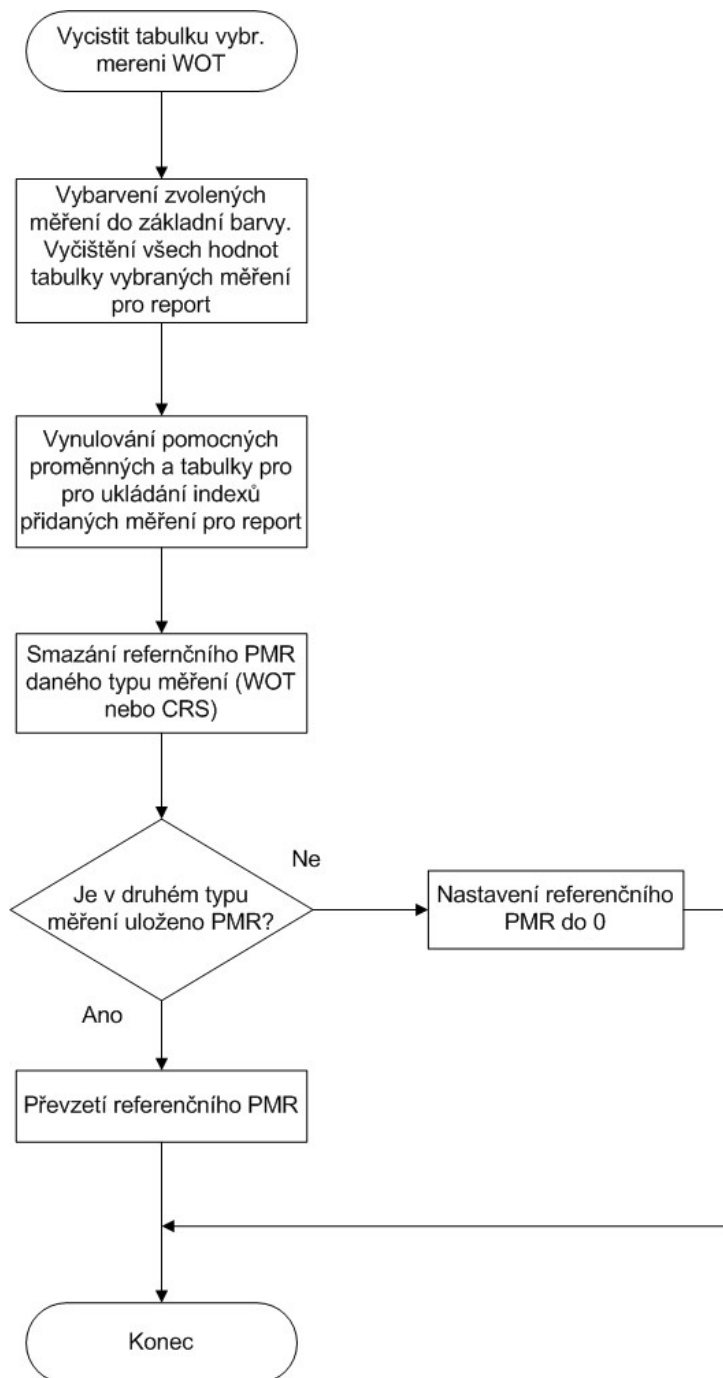 Vycistit tabulku vybr.
mereni WOT
Vybarvení zvolených
měření do základní barvy.
Vyčištění všech hodnot
tabulky vybraných měření
pro report
Vynulování pomocných
proměnných a tabulky pro
pro ukládání indexů
přidaných měření pro report
Smazání refernčního PMR
daného typu měření (WOT
nebo CRS)
Je v druhém typu
měření uloženo PMR?
Ne
Nastavení referenčního
PMR do 0
Ano
Převzetí referenčního PMR
Konec